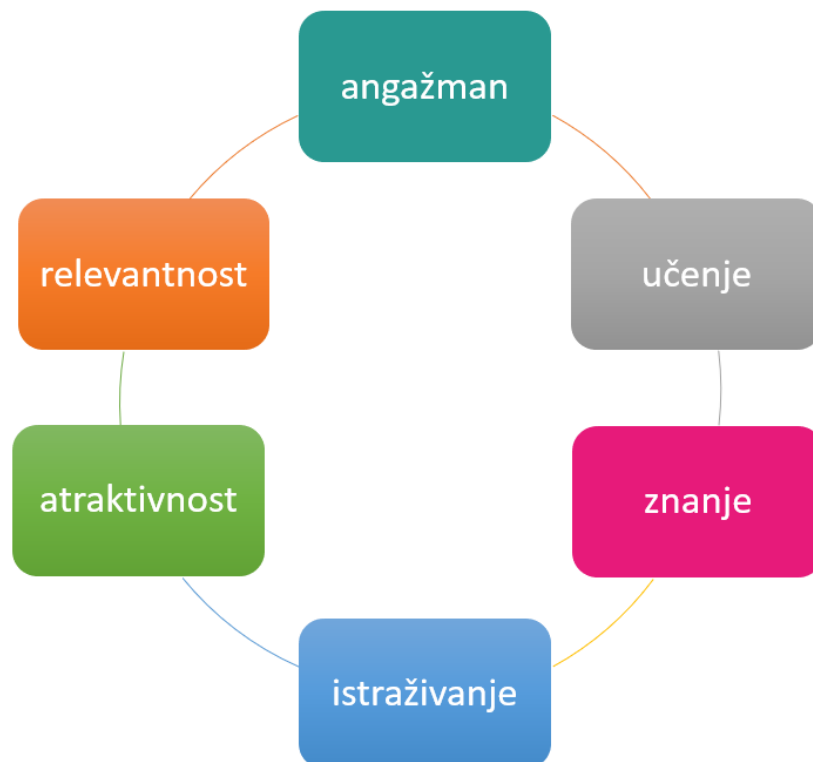 angažman
relevantnost
učenje
atraktivnost
znanje
istraživanje